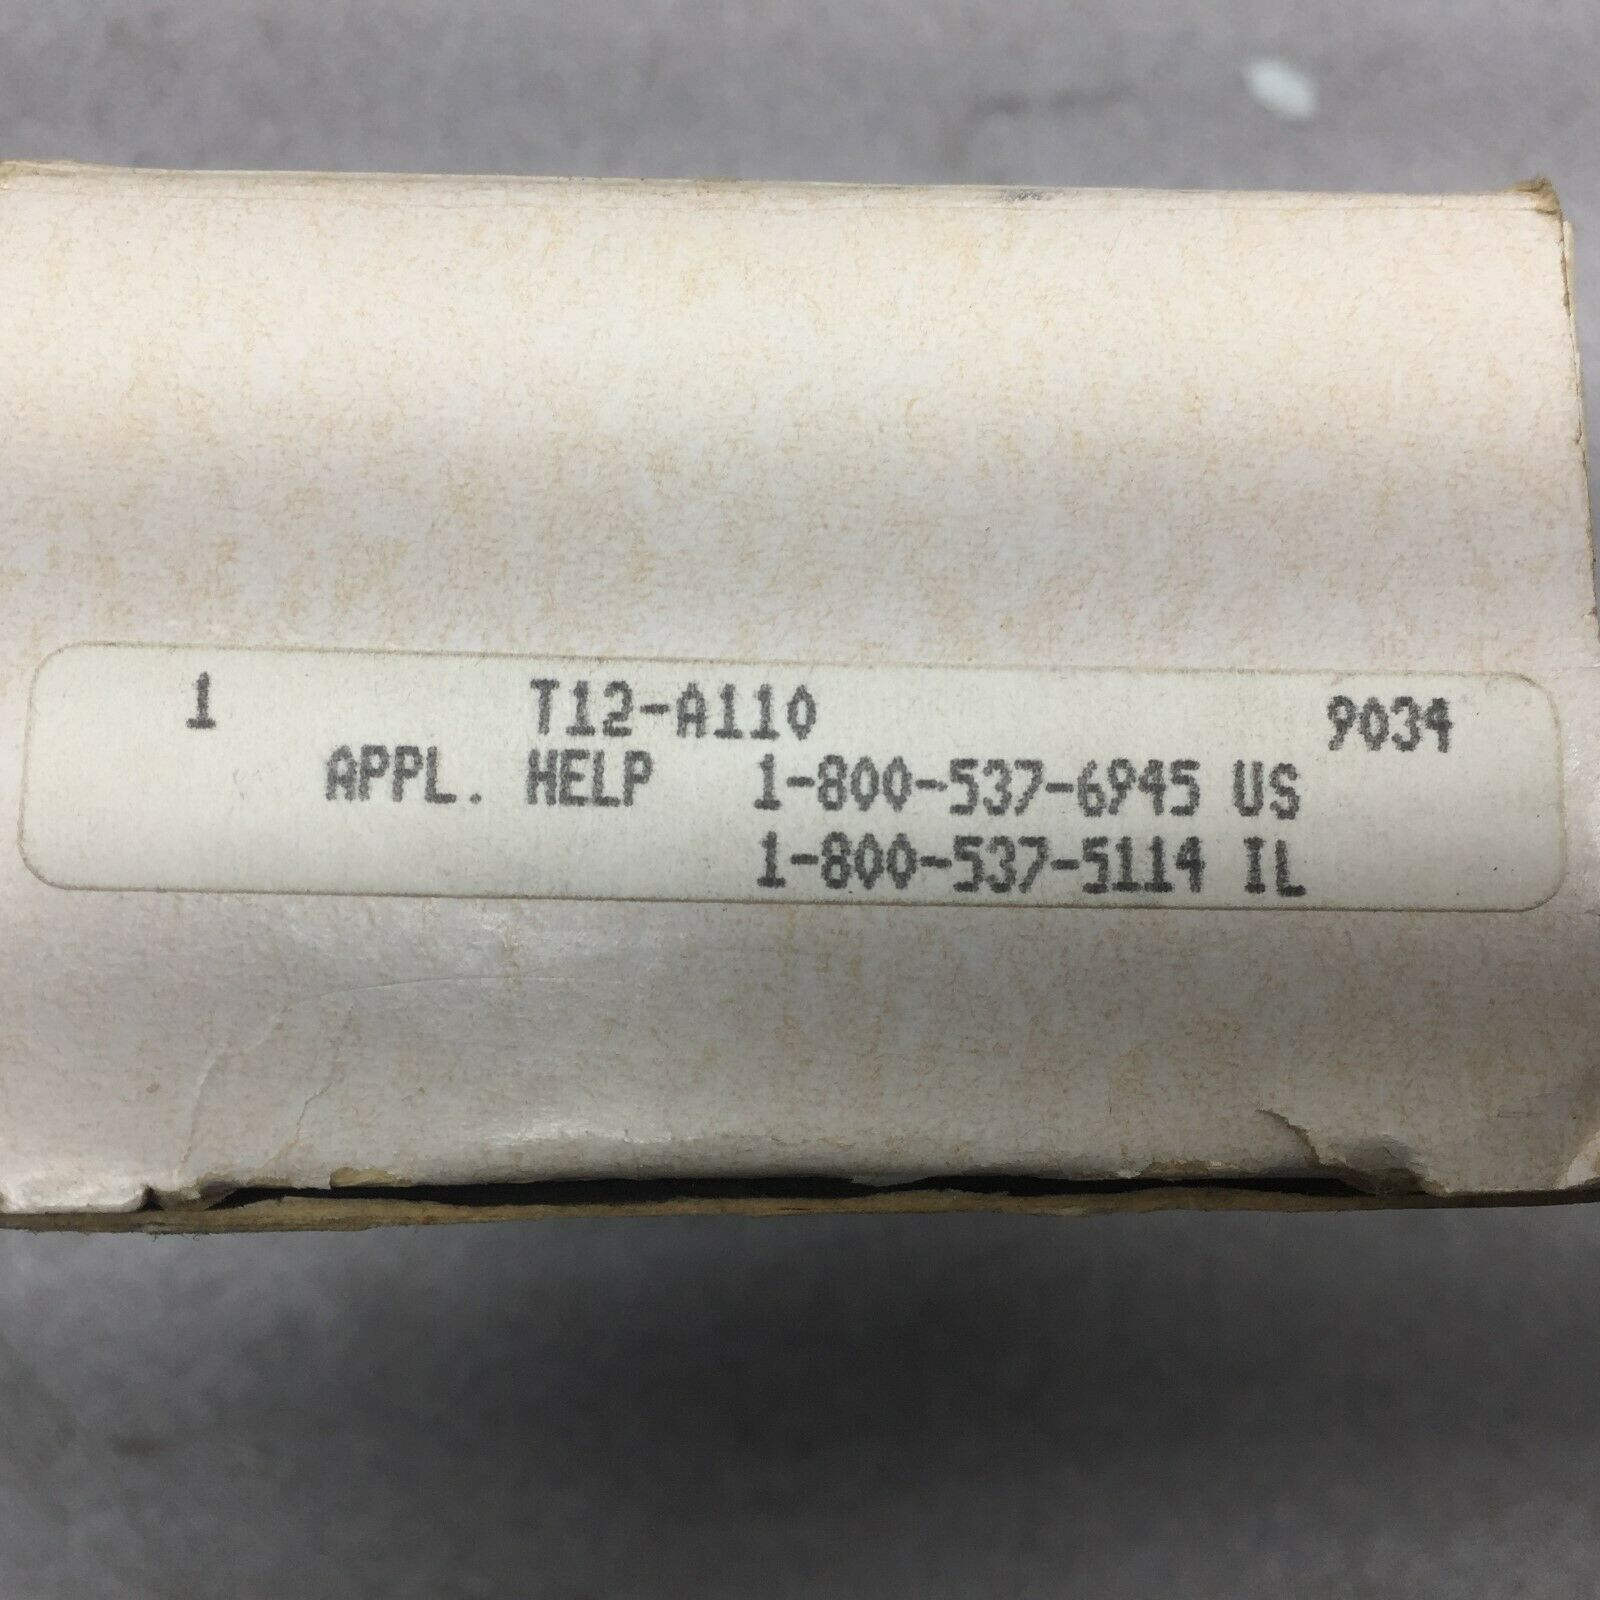 1 T12-A110 9034
APPL. HELP 1-800-537-6945 US
1-800-537-5114 IL